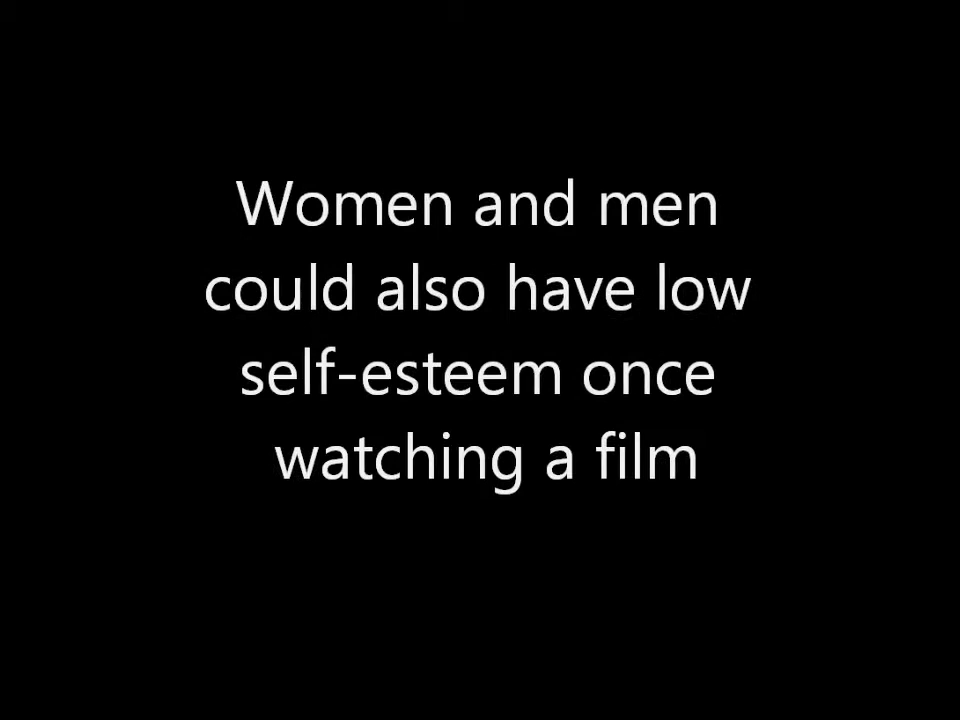 Women and men
could also have low
self-esteem once
watching a film